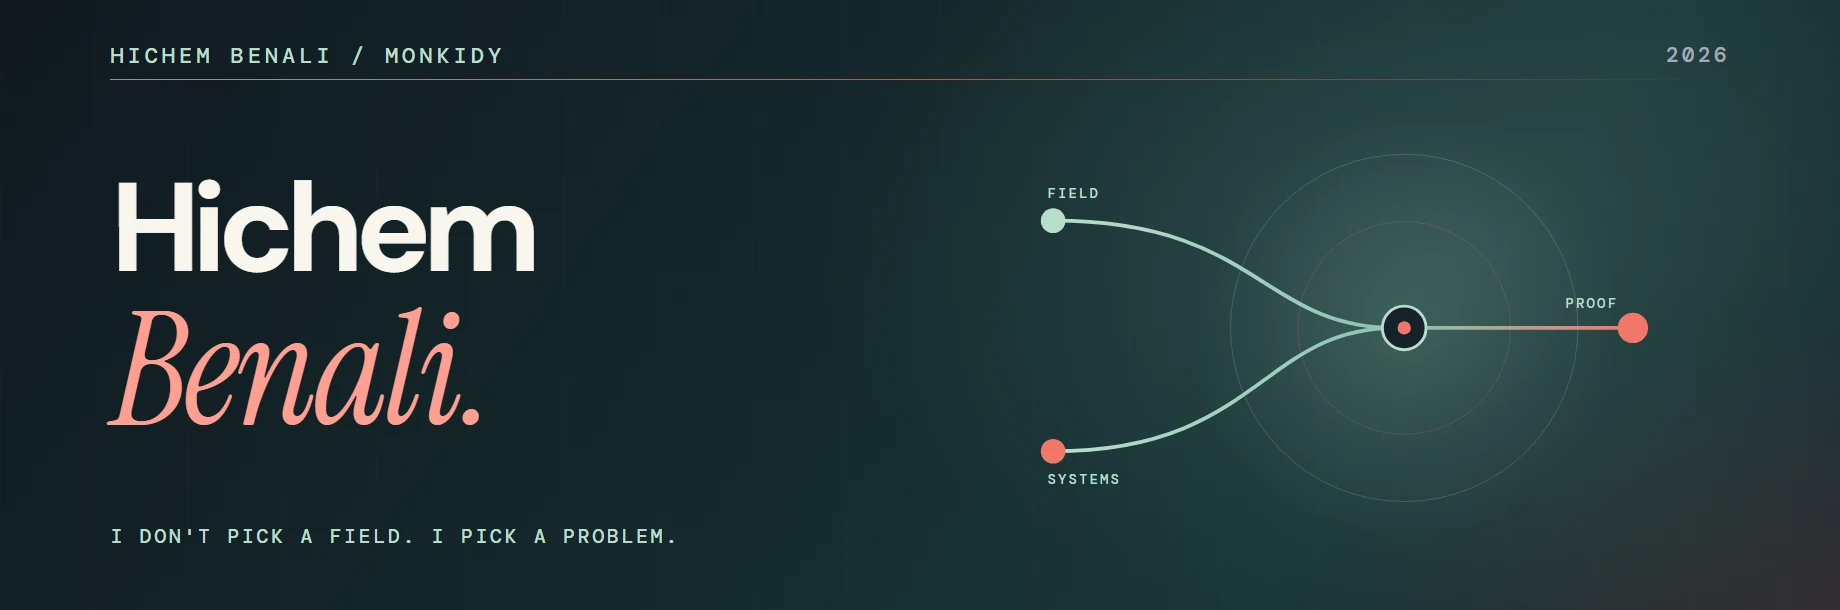 HICHEM BENALI / MONKIDY
2026
Hichem
Benali.
FIELD
PROOF
SYSTEMS
I DON'T PICK A FIELD. I PICK A PROBLEM.